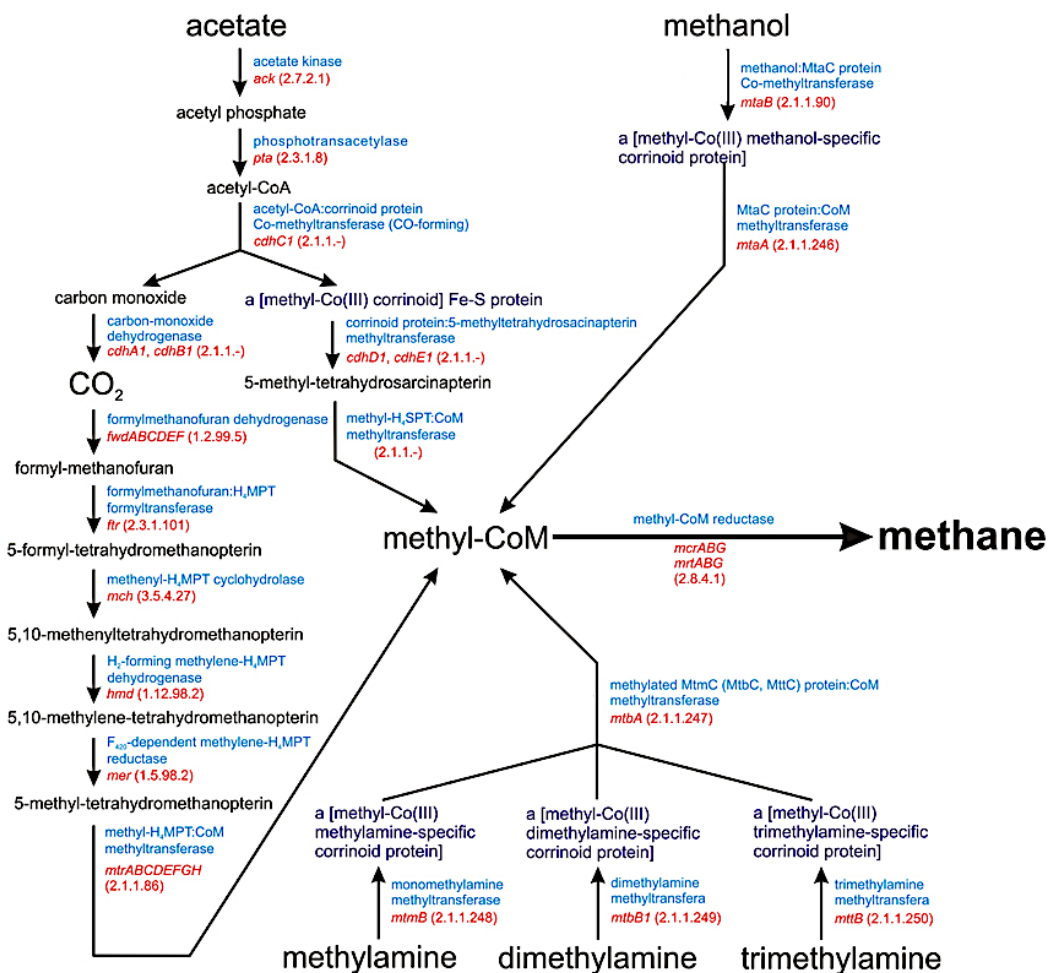 acetate
acetate kinase
ack (2.7.2.1)
acetyl phosphate
phosphotransacetylase
pta (2.3.1.8)
acetyl-CoA
acetyl-CoA:corrinoid protein
Co-methyltransferase (CO-forming)
cdhC1 (2.1.1.-)
carbon monoxide
carbon-monoxide
dehydrogenase
cdhA1, cdhB1 (2.1.1.-)
CO₂
formylmethanofuran dehydrogenase
fwdABCDEF (1.2.99.5)
formyl-methanofuran
formylmethanofuran:H₄MPT
formyltransferase
ftr (2.3.1.101)
5-formyl-tetrahydromethanopterin
methenyl-H₄MPT cyclohydrolase
mch (3.5.4.27)
5,10-methenyltetrahydromethanopterin
H₂-forming methylene-H₄MPT
dehydrogenase
hmd (1.12.98.2)
5,10-methylene-tetrahydromethanopterin
F₄₂₀-dependent methylene-H₄MPT
reductase
mer (1.5.98.2)
5-methyl-tetrahydromethanopterin
methyl-H₄MPT:CoM
methyltransferase
mtrABCDEFGH
(2.1.1.86)
a [methyl-Co(III) corrinoid] Fe-S protein
corrinoid protein:5-methyltetrahydrosacinapterin
methyltransferase
cdhD1, cdhE1 (2.1.1.-)
5-methyl-tetrahydrosarcinapterin
methyl-H₄SPT:CoM
methyltransferase
(2.1.1.-)
methanol
methanol:MtaC protein
Co-methyltransferase
mtaB (2.1.1.90)
a [methyl-Co(III) methanol-specific
corrinoid protein]
MtaC protein:CoM
methyltransferase
mtaA (2.1.1.246)
methyl-CoM
methyl-CoM reductase
mcrABG
mrtABG
(2.8.4.1)
methane
methylated MtmC (MtbC, MttC) protein:CoM
methyltransferase
mtbA (2.1.1.247)
a [methyl-Co(III)
methylamine-specific
corrinoid protein]
monomethylamine
methyltransferase
mtmB (2.1.1.248)
methylamine
a [methyl-Co(III)
dimethylamine-specific
corrinoid protein]
dimethylamine
methyltransfera
mtbB1 (2.1.1.249)
dimethylamine
a [methyl-Co(III)
trimethylamine-specific
corrinoid protein]
trimethylamine
methyltransfera
mttB (2.1.1.250)
trimethylamine